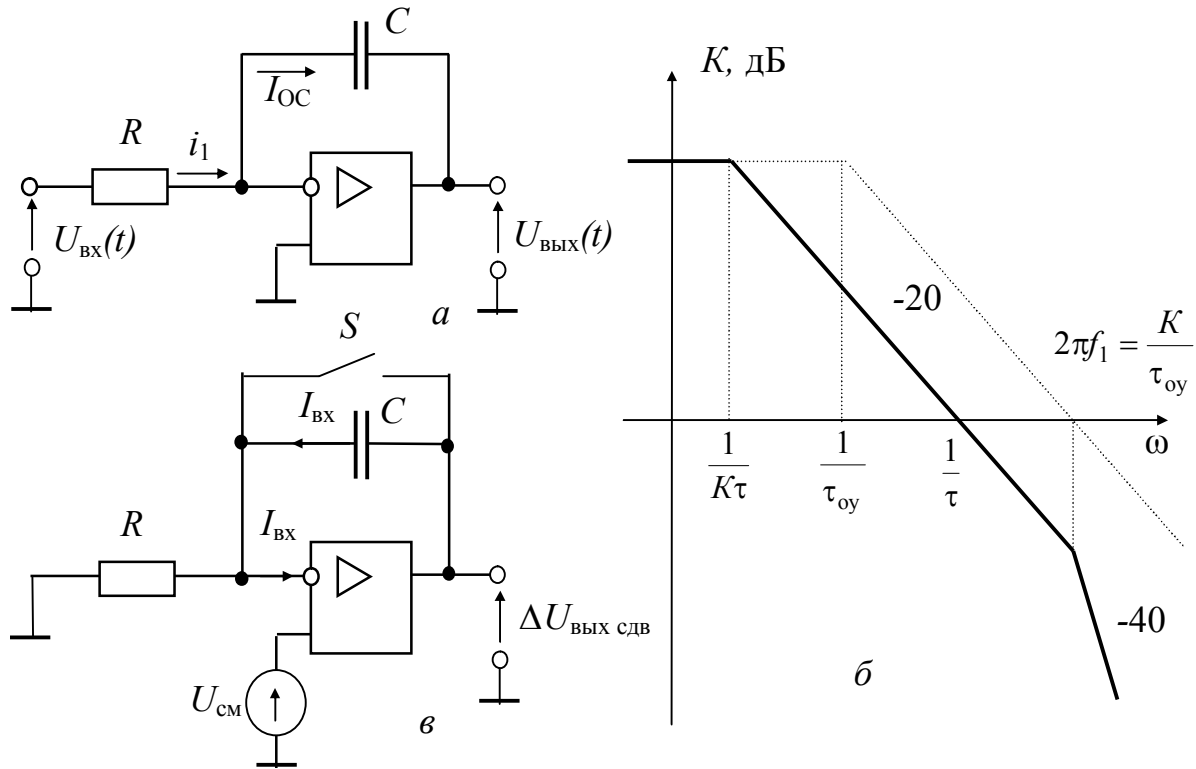 C
I_ОС
R
i_1
U_вх(t)
U_вых(t)
а
S
I_вх
C
R
I_вх
ΔU_вых сдв
U_см
в
K, дБ
-20
2πf_1 = K/τ_оу
ω
1/Kτ
1/τ_оу
1/τ
-40
б